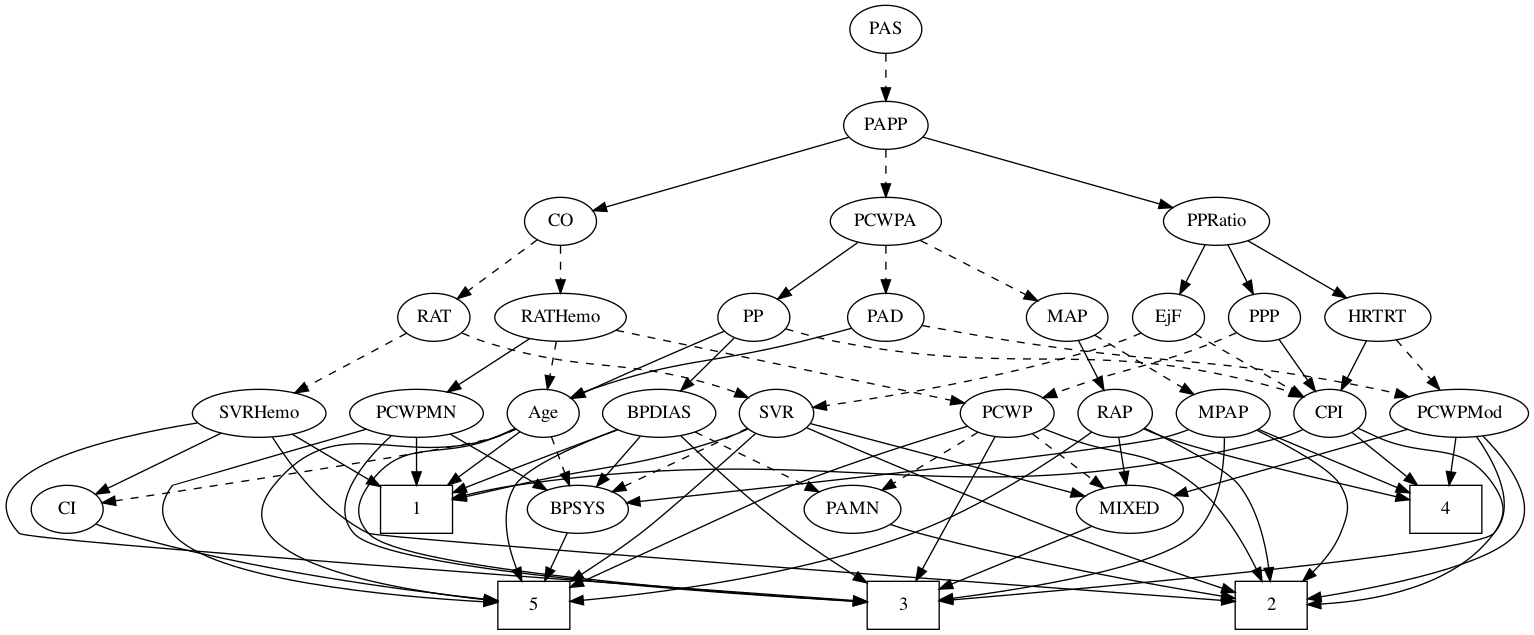 PAS
PAPP
CO
PCWPA
PPRatio
RAT
RATHemo
PP
PAD
MAP
EjF
PPP
HRTRT
SVRHemo
PCWPMN
Age
BPDIAS
SVR
PCWP
RAP
MPAP
CPI
PCWPMod
CI
1
BPSYS
PAMN
MIXED
4
5
3
2